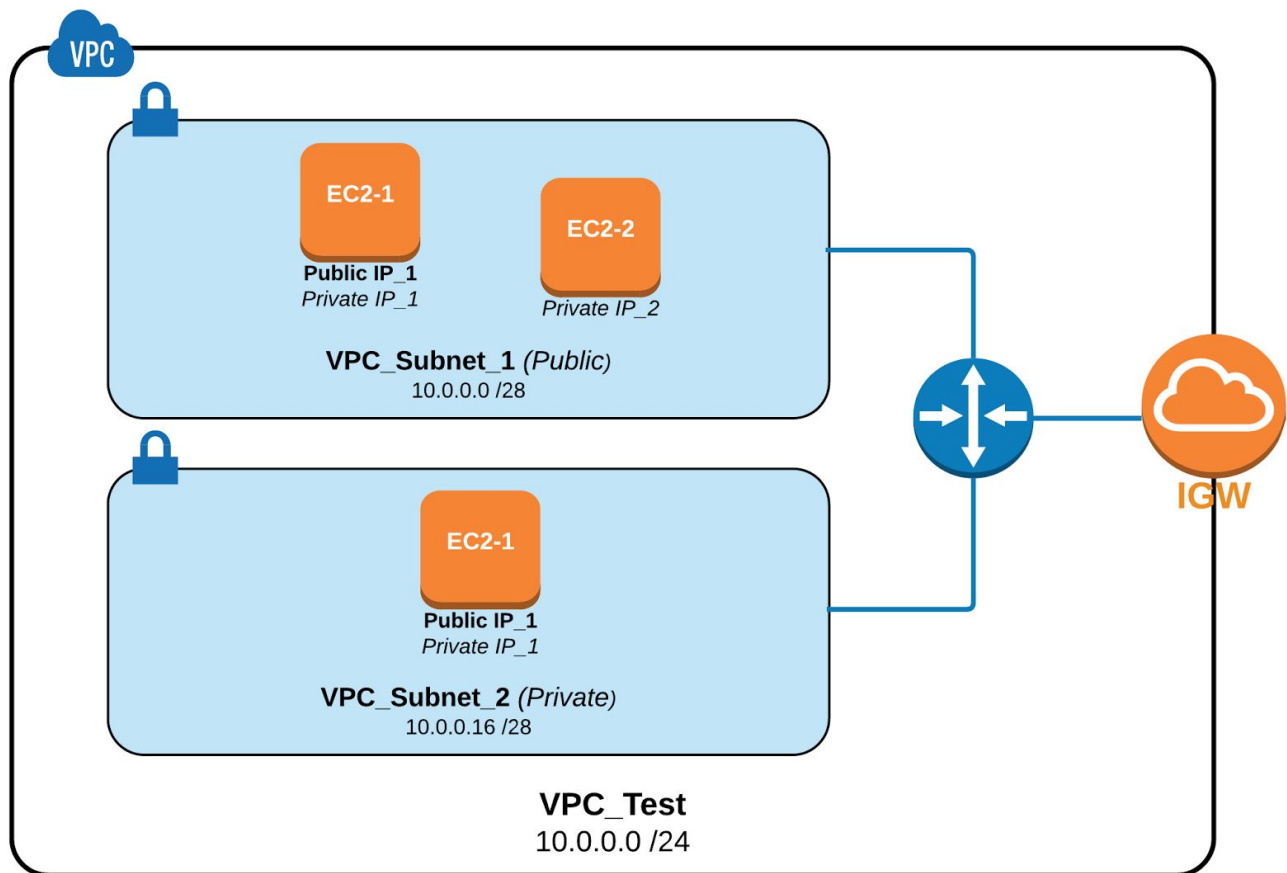 VPC
EC2-1
Public IP_1
Private IP_1
EC2-2
Private IP_2
VPC_Subnet_1 (Public)
10.0.0.0 /28
EC2-1
Public IP_1
Private IP_1
VPC_Subnet_2 (Private)
10.0.0.16 /28
IGW
VPC_Test
10.0.0.0 /24